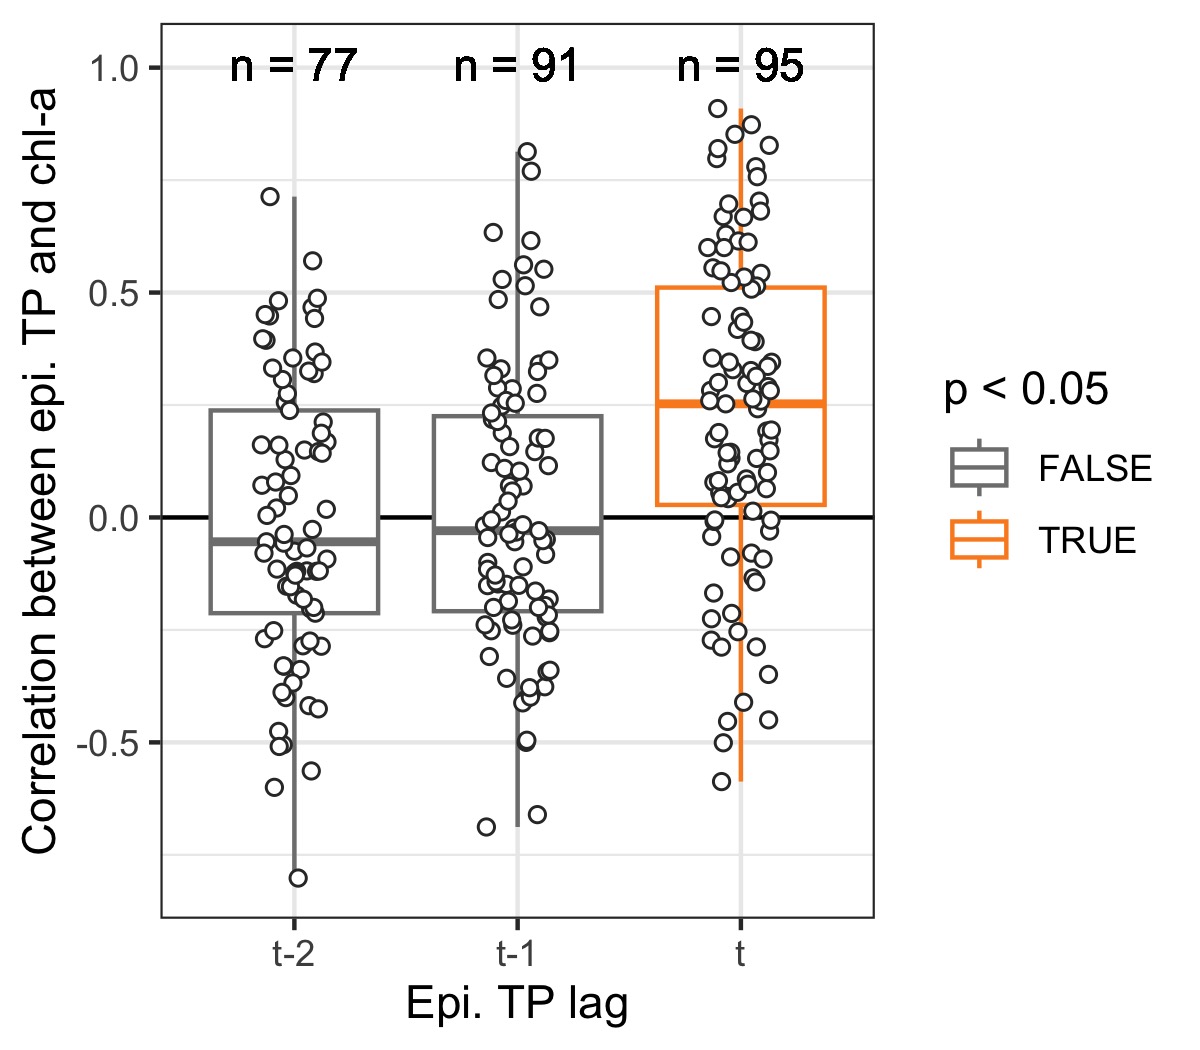 n = 77
n = 91
n = 95
Correlation between epi. TP and chl-a
1.0
0.5
0.0
-0.5
t-2
t-1
t
Epi. TP lag
p < 0.05
FALSE
TRUE